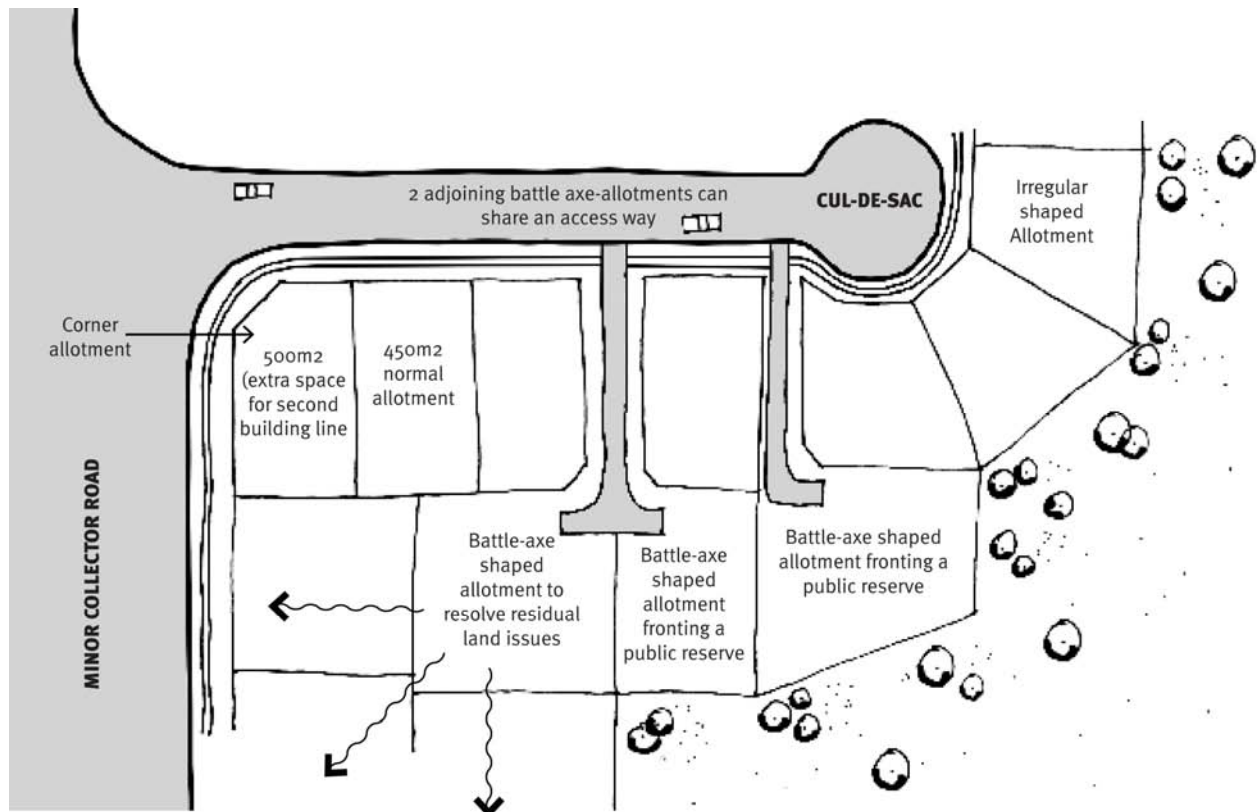 2 adjoining battle axe-allotments can
share an access way
CUL-DE-SAC
Irregular
shaped
Allotment
Corner
allotment
500m2
(extra space
for second
building line
450m2
normal
allotment
MINOR COLLECTOR ROAD
Battle-axe
shaped
allotment to
resolve residual
land issues
Battle-axe
shaped
allotment
fronting a
public reserve
Battle-axe shaped
allotment fronting a
public reserve